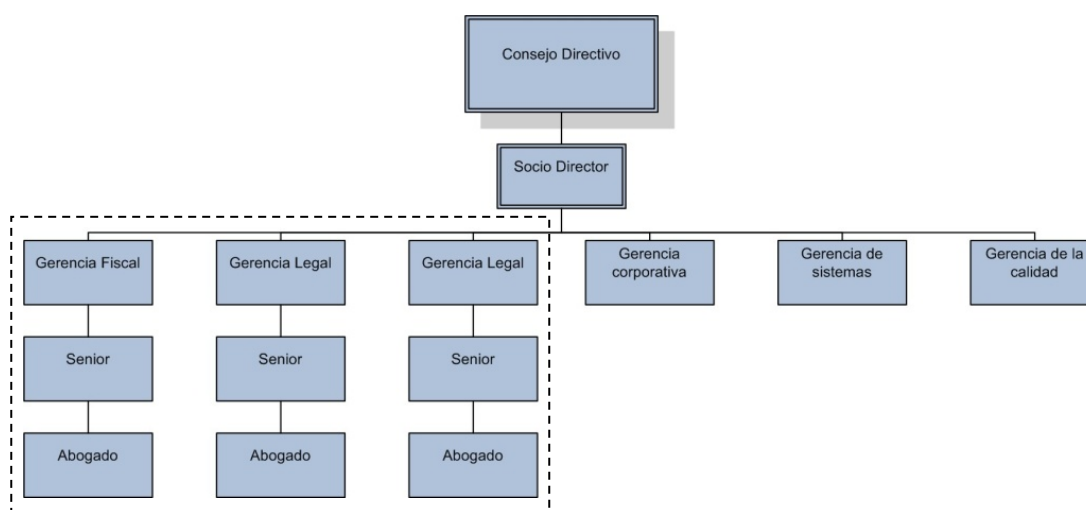 Consejo Directivo
Socio Director
Gerencia Fiscal
Gerencia Legal
Gerencia Legal
Gerencia
corporativa
Gerencia de
sistemas
Gerencia de la
calidad
Senior
Senior
Senior
Abogado
Abogado
Abogado